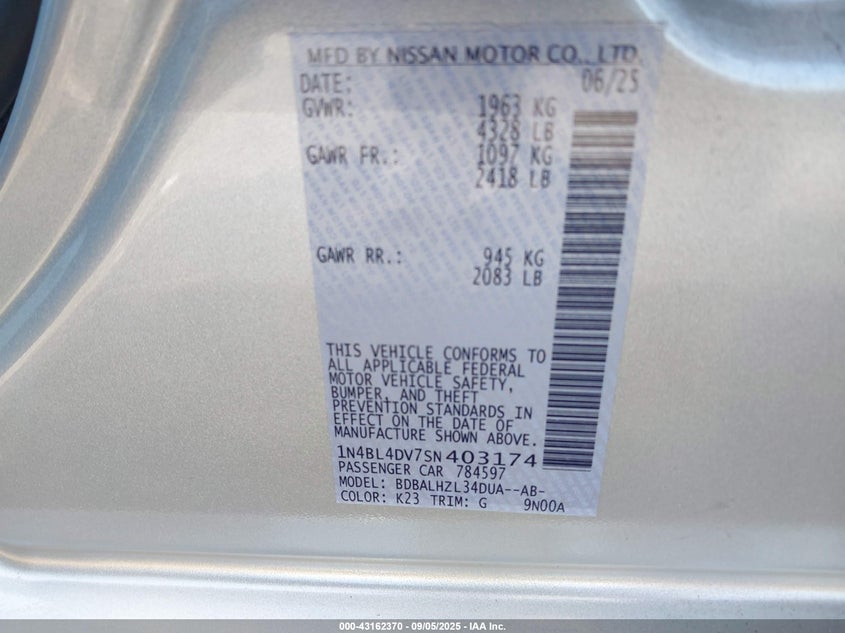 MFD BY NISSAN MOTOR CO., LTD.
DATE: 06/25
GVWR: 1963 KG
4328 LB
GAWR FR.: 1097 KG
2418 LB
GAWR RR.: 945 KG
2083 LB
THIS VEHICLE CONFORMS TO
ALL APPLICABLE FEDERAL
MOTOR VEHICLE SAFETY,
BUMPER, AND THEFT
PREVENTION STANDARDS IN
EFFECT ON THE DATE OF
MANUFACTURE SHOWN ABOVE.
1N4BL4DV7SN403174
PASSENGER CAR 784597
MODEL: BDBALHZL34DUA--AB-
COLOR: K23 TRIM: G 9N00A
000-43162370 - 09/05/2025 - IAA Inc.